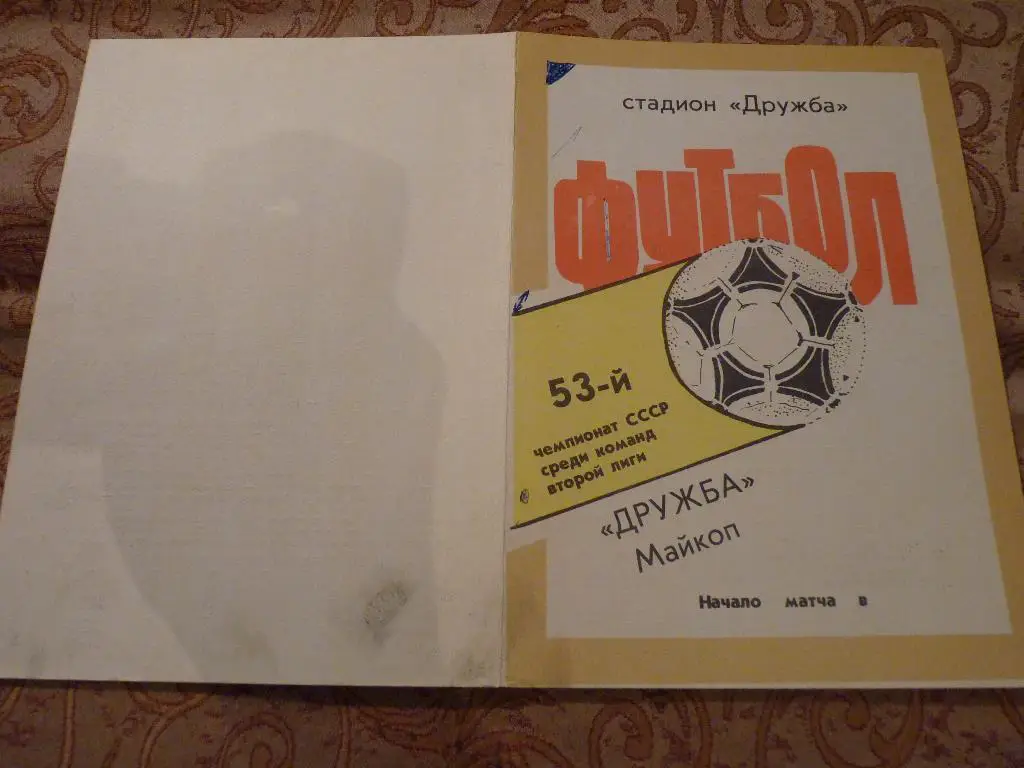 стадион «Дружба»
ФУТБОЛ
53-й
чемпионат СССР
среди команд
второй лиги
«ДРУЖБА»
Майкоп
Начало матча в